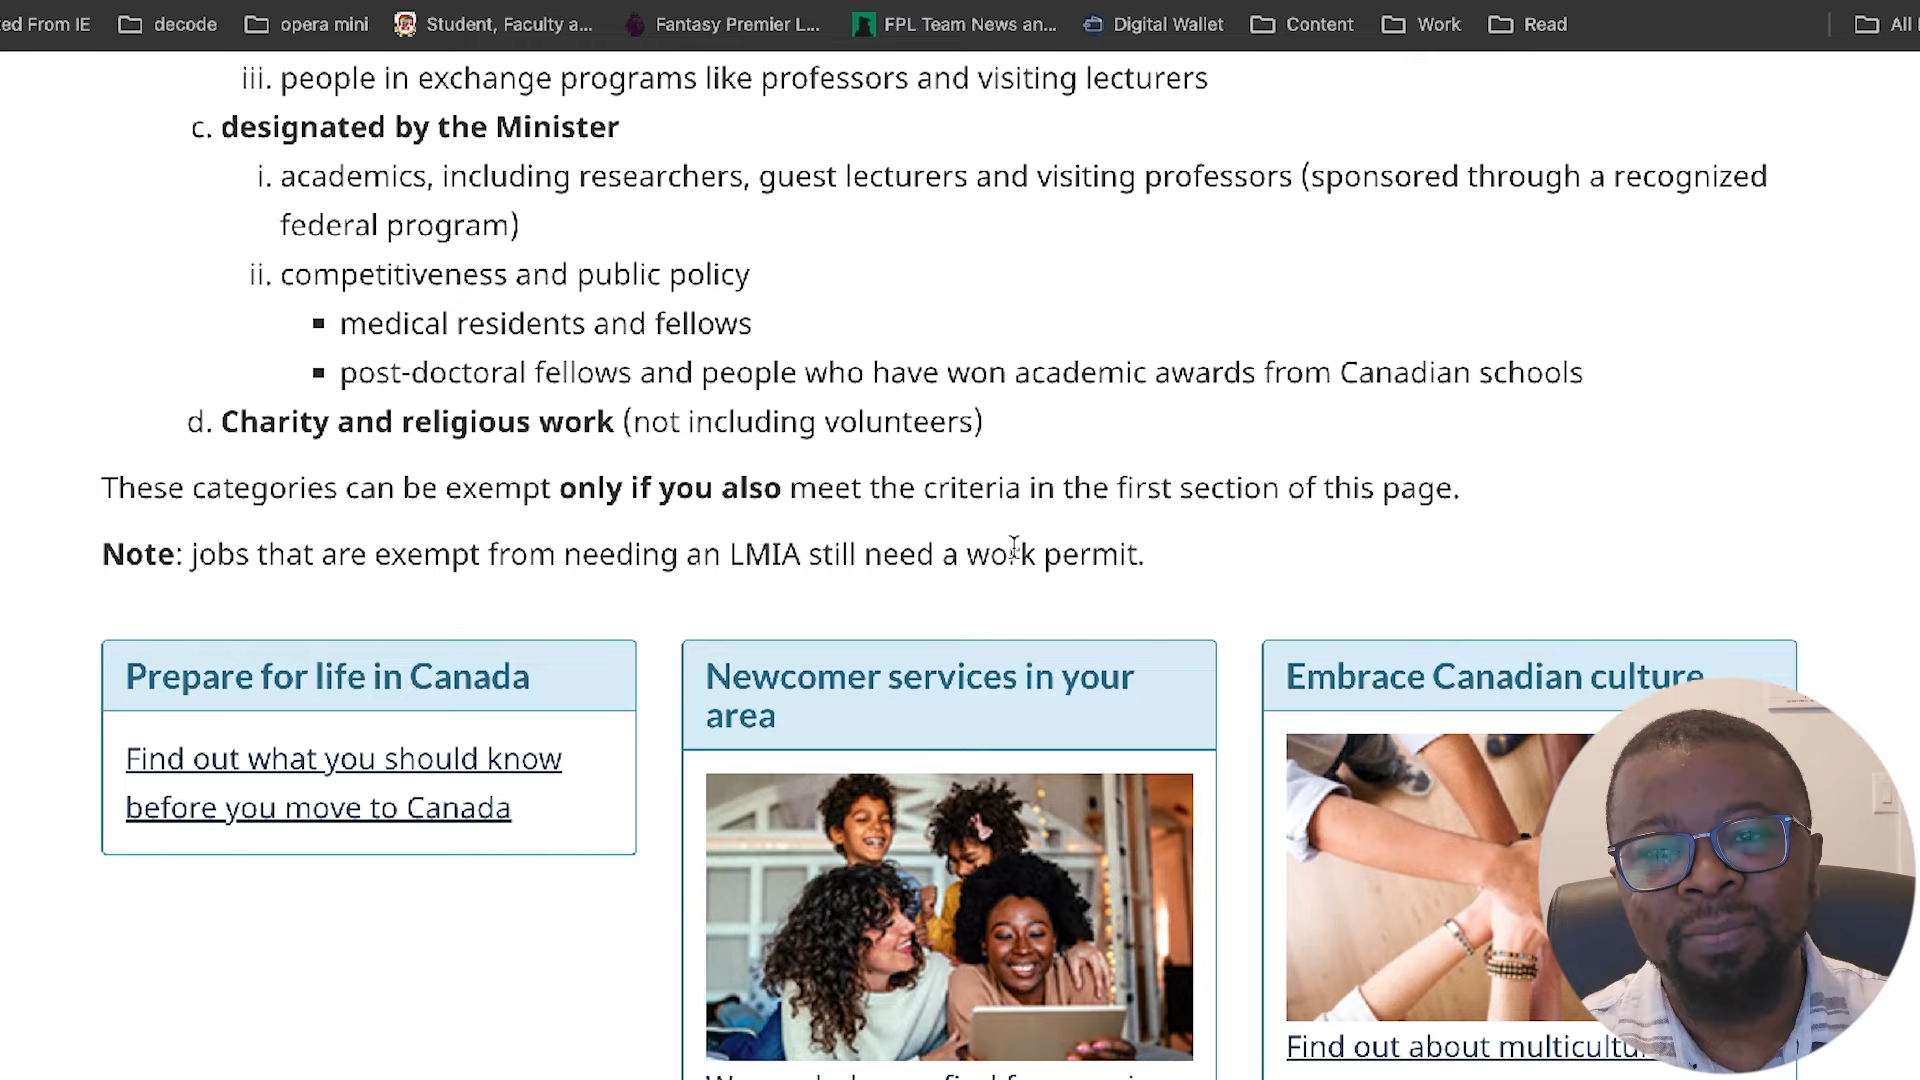 ed From IE decode opera mini Student, Faculty a... Fantasy Premier L... FPL Team News an... Digital Wallet Content Work Read All
iii. people in exchange programs like professors and visiting lecturers
c. designated by the Minister
i. academics, including researchers, guest lecturers and visiting professors (sponsored through a recognized
federal program)
ii. competitiveness and public policy
▪ medical residents and fellows
▪ post-doctoral fellows and people who have won academic awards from Canadian schools
d. Charity and religious work (not including volunteers)
These categories can be exempt only if you also meet the criteria in the first section of this page.
Note: jobs that are exempt from needing an LMIA still need a work permit.
Prepare for life in Canada
Find out what you should know
before you move to Canada
Newcomer services in your
area
Embrace Canadian culture
Find out about multicultu